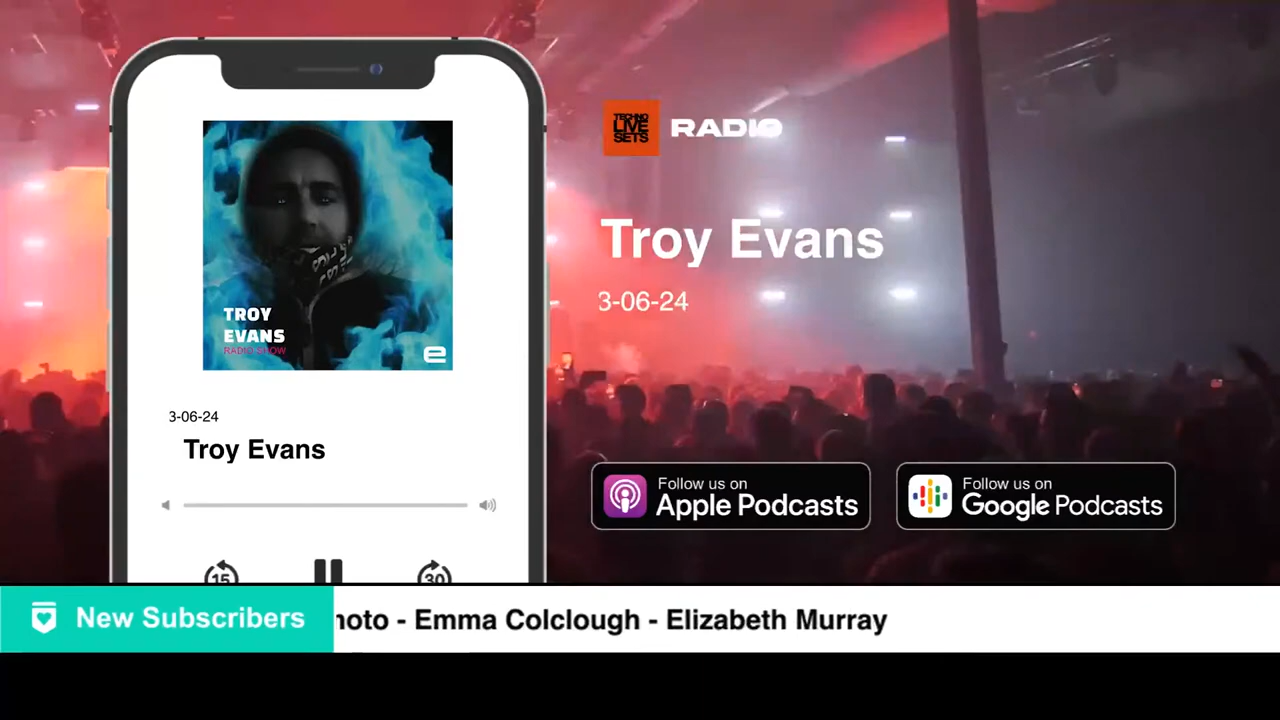 TROY
EVANS
RADIO SHOW
e
3-06-24
Troy Evans
15
30
TECHNO
LIVE
SETS
RADIO
Troy Evans
3-06-24
Follow us on
Apple Podcasts
Follow us on
Google Podcasts
New Subscribers
hoto - Emma Colclough - Elizabeth Murray